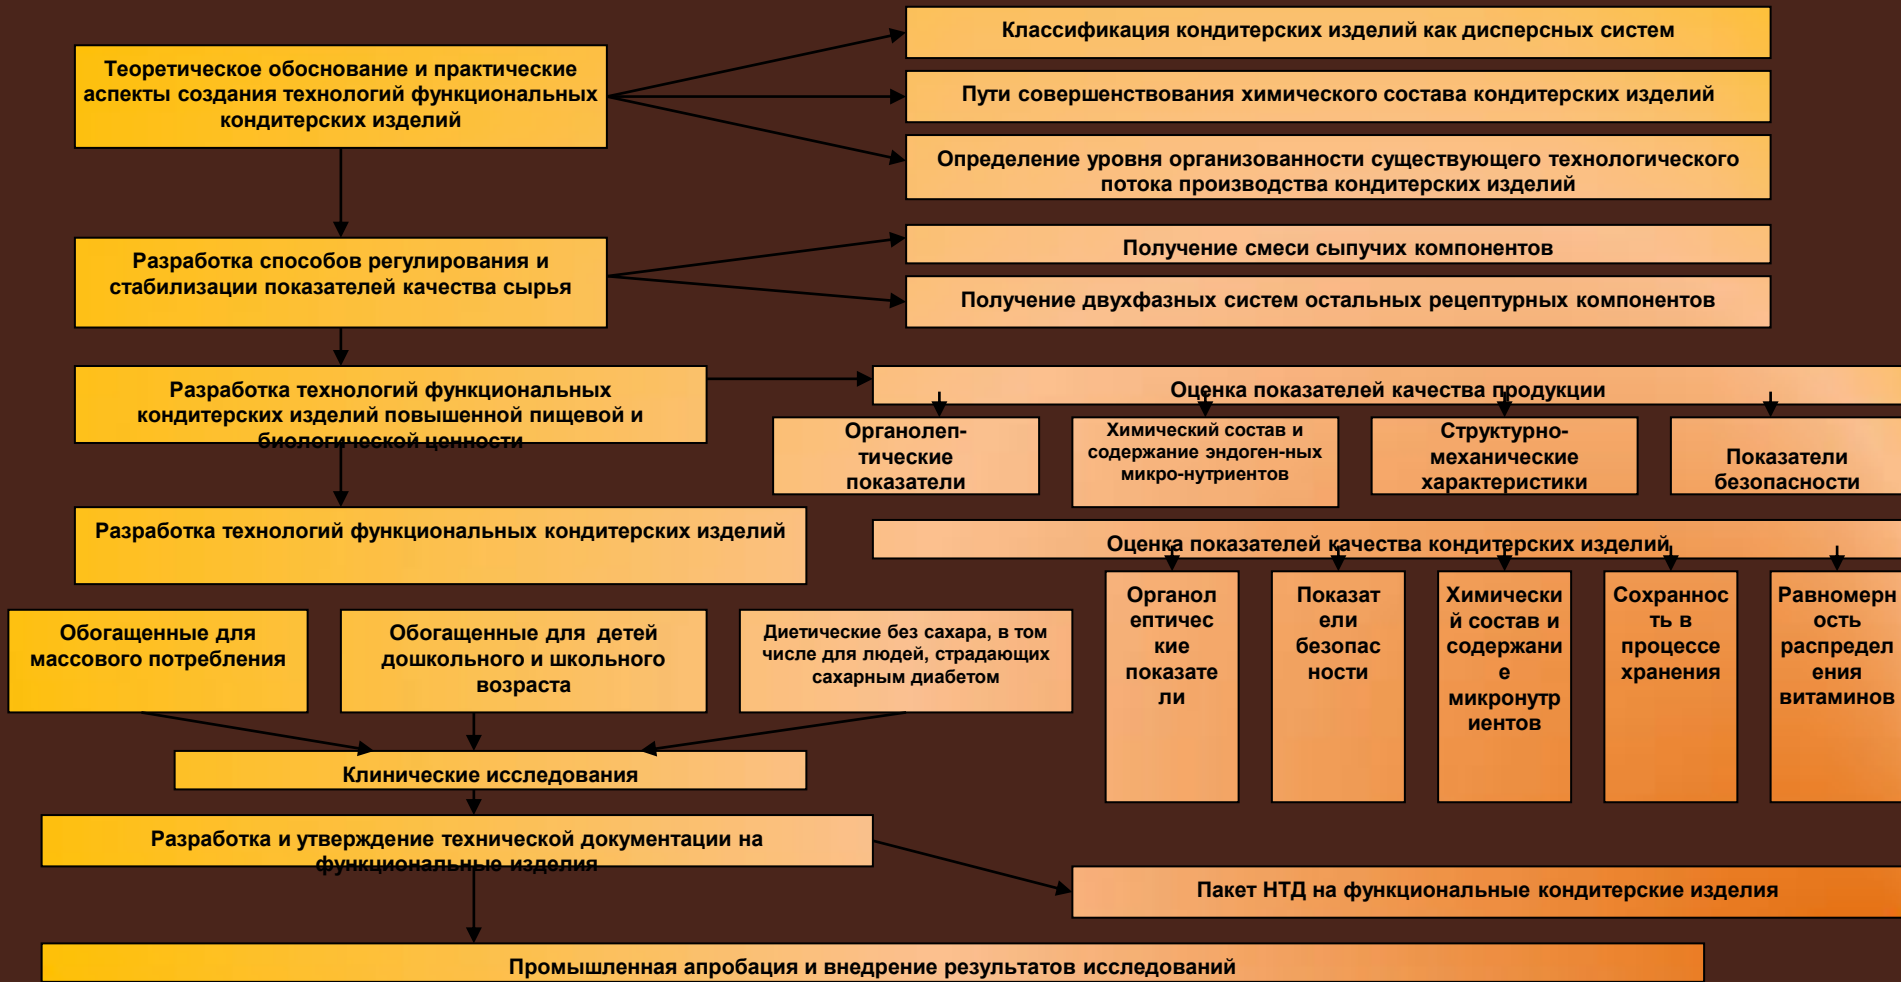 Классификация кондитерских изделий как дисперсных систем
Теоретическое обоснование и практические
аспекты создания технологий функциональных
кондитерских изделий
Пути совершенствования химического состава кондитерских изделий
Определение уровня организованности существующего технологического
потока производства кондитерских изделий
Разработка способов регулирования и
стабилизации показателей качества сырья
Получение смеси сыпучих компонентов
Получение двухфазных систем остальных рецептурных компонентов
Разработка технологий функциональных
кондитерских изделий повышенной пищевой и
биологической ценности
Оценка показателей качества продукции
Органолеп-
тические
показатели
Химический состав и
содержание эндоген-ных
микро-нутриентов
Структурно-
механические
характеристики
Показатели
безопасности
Разработка технологий функциональных кондитерских изделий
Оценка показателей качества кондитерских изделий
Органол
ептичес
кие
показате
ли
Показат
ели
безопас
ности
Химически
й состав и
содержани
е
микронутр
иентов
Сохраннос
ть в
процессе
хранения
Равномерн
ость
распредел
ения
витаминов
Обогащенные для
массового потребления
Обогащенные для детей
дошкольного и школьного
возраста
Диетические без сахара, в том
числе для людей, страдающих
сахарным диабетом
Клинические исследования
Разработка и утверждение технической документации на
функциональные изделия
Пакет НТД на функциональные кондитерские изделия
Промышленная апробация и внедрение результатов исследований